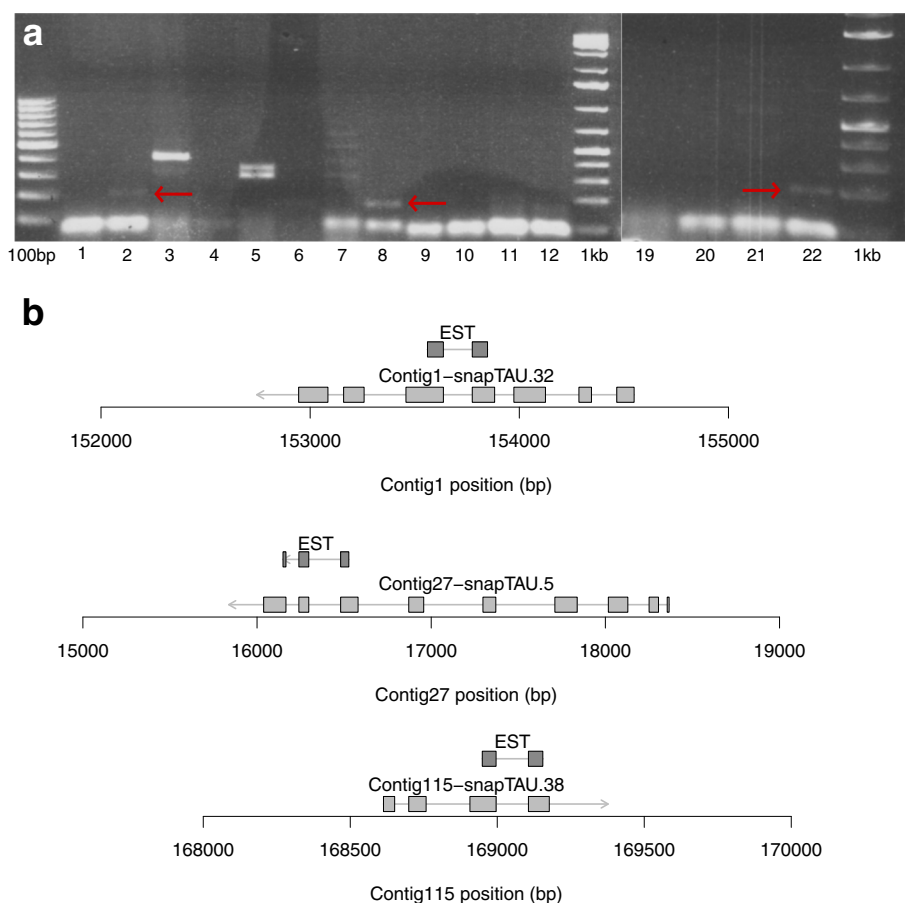 a
100bp 1 2 3 4 5 6 7 8 9 10 11 12 1kb 19 20 21 22 1kb
b
EST
Contig1−snapTAU.32
152000 153000 154000 155000
Contig1 position (bp)
EST
Contig27−snapTAU.5
15000 16000 17000 18000 19000
Contig27 position (bp)
EST
Contig115−snapTAU.38
168000 168500 169000 169500 170000
Contig115 position (bp)